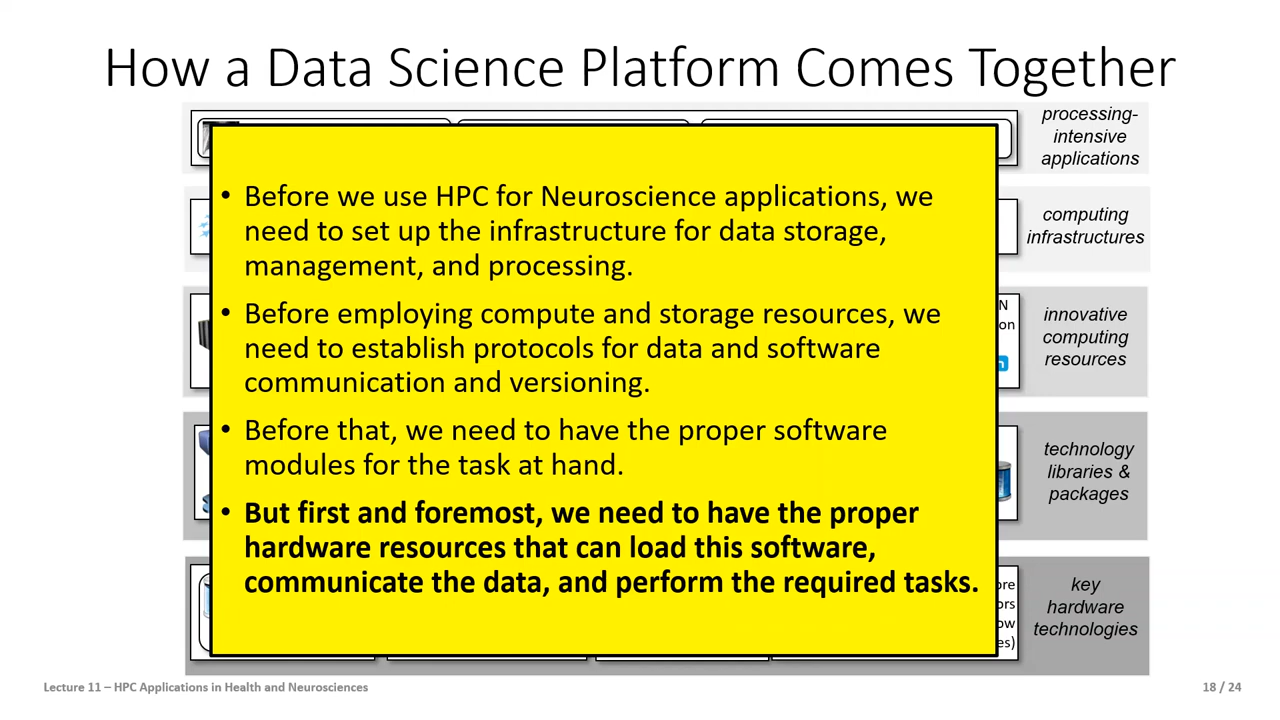 How a Data Science Platform Comes Together
processing-
intensive
applications
• Before we use HPC for Neuroscience applications, we
need to set up the infrastructure for data storage,
management, and processing.
computing
infrastructures
• Before employing compute and storage resources, we
need to establish protocols for data and software
communication and versioning.
N
on
innovative
computing
resources
• Before that, we need to have the proper software
modules for the task at hand.
technology
libraries &
packages
• But first and foremost, we need to have the proper
hardware resources that can load this software,
communicate the data, and perform the required tasks.
ore
ors
ow
es)
key
hardware
technologies
Lecture 11 – HPC Applications in Health and Neurosciences
18 / 24